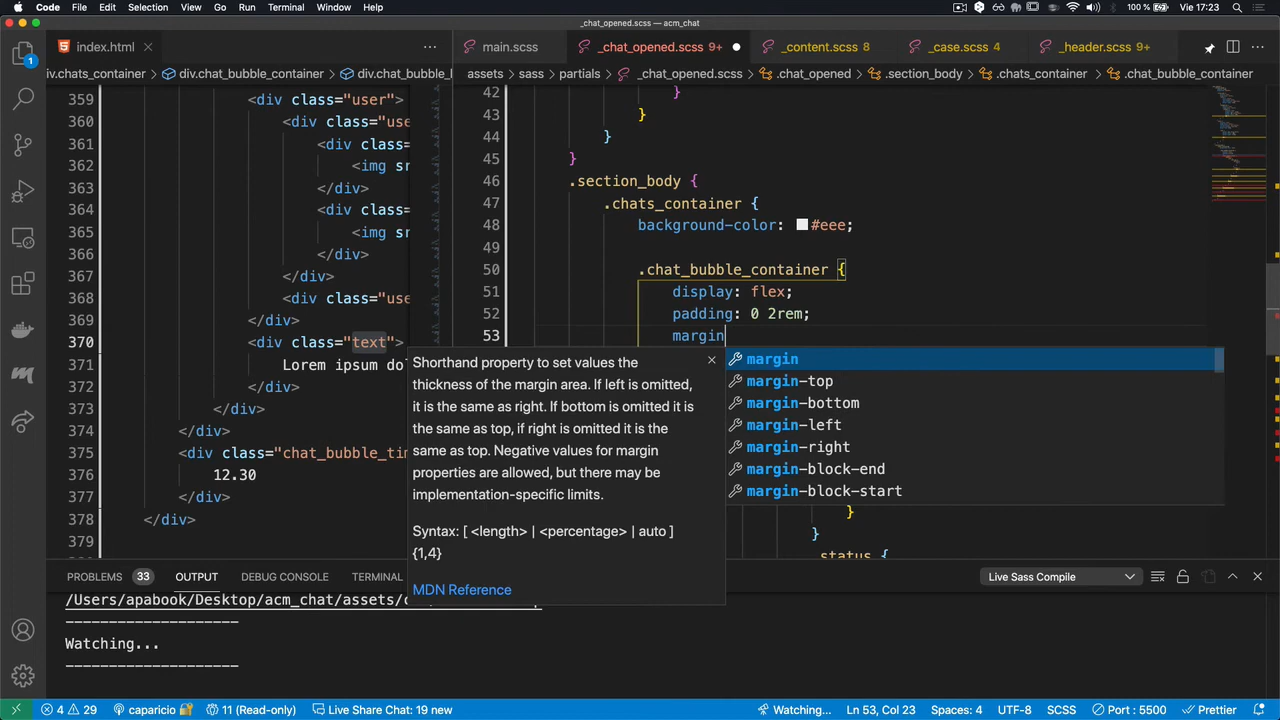 Code File Edit Selection View Go Run Terminal Window Help 100 % Vie 17:23
_chat_opened.scss — acm_chat
index.html
main.scss _chat_opened.scss 9+ _content.scss 8 _case.scss 4 _header.scss 9+
iv.chats_container > div.chat_bubble_container > div.chat_bubble_l
assets > sass > partials > _chat_opened.scss > .chat_opened > .section_body > .chats_container > .chat_bubble_container
1
359 <div class="user">
360 <div class="use
361 <div class=
362 <img sr
363 </div>
364 <div class=
365 <img sr
366 </div>
367 </div>
368 <div class="use
369 </div>
370 <div class="text">
371 Lorem ipsum dol
372 </div>
373 </div>
374 </div>
375 <div class="chat_bubble_tim
376 12.30
377 </div>
378 </div>
379
42 }
43 }
44 }
45 }
46 .section_body {
47 .chats_container {
48 background-color: #eee;
49
50 .chat_bubble_container {
51 display: flex;
52 padding: 0 2rem;
53 margin
Shorthand property to set values the
thickness of the margin area. If left is omitted,
it is the same as right. If bottom is omitted it is
the same as top, if right is omitted it is the
same as top. Negative values for margin
properties are allowed, but there may be
implementation-specific limits.
Syntax: [ <length> | <percentage> | auto ]
{1,4}
MDN Reference
margin
margin-top
margin-bottom
margin-left
margin-right
margin-block-end
margin-block-start
}
}
status {
PROBLEMS 33 OUTPUT DEBUG CONSOLE TERMINAL Live Sass Compile
/Users/apabook/Desktop/acm_chat/assets/c
--------------------
Watching...
--------------------
4 29 caparicio 11 (Read-only) Live Share Chat: 19 new Watching... Ln 53, Col 23 Spaces: 4 UTF-8 SCSS Port : 5500 Prettier